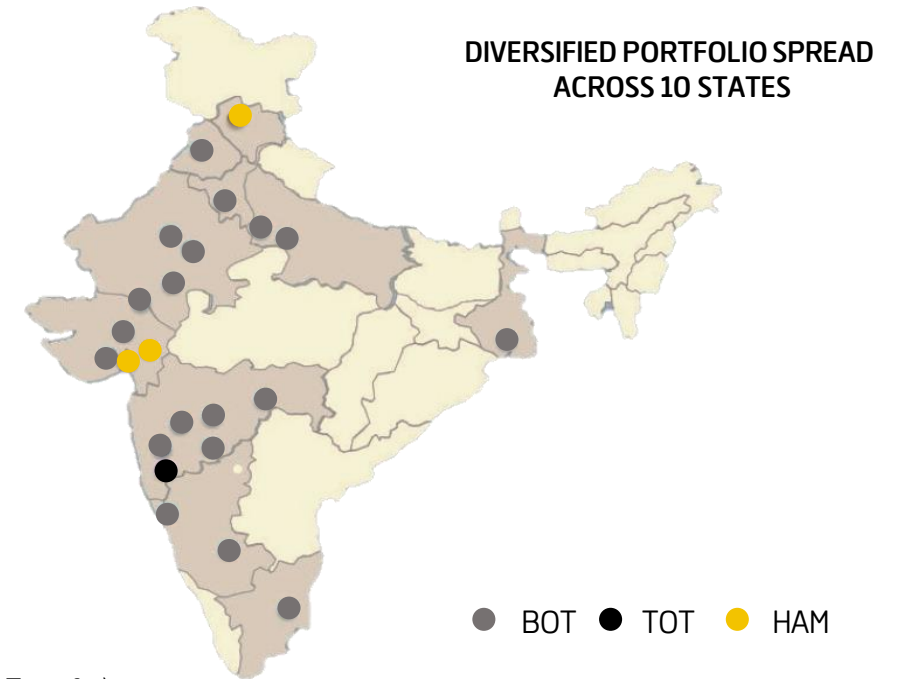 DIVERSIFIED PORTFOLIO SPREAD
ACROSS 10 STATES
BOT TOT HAM